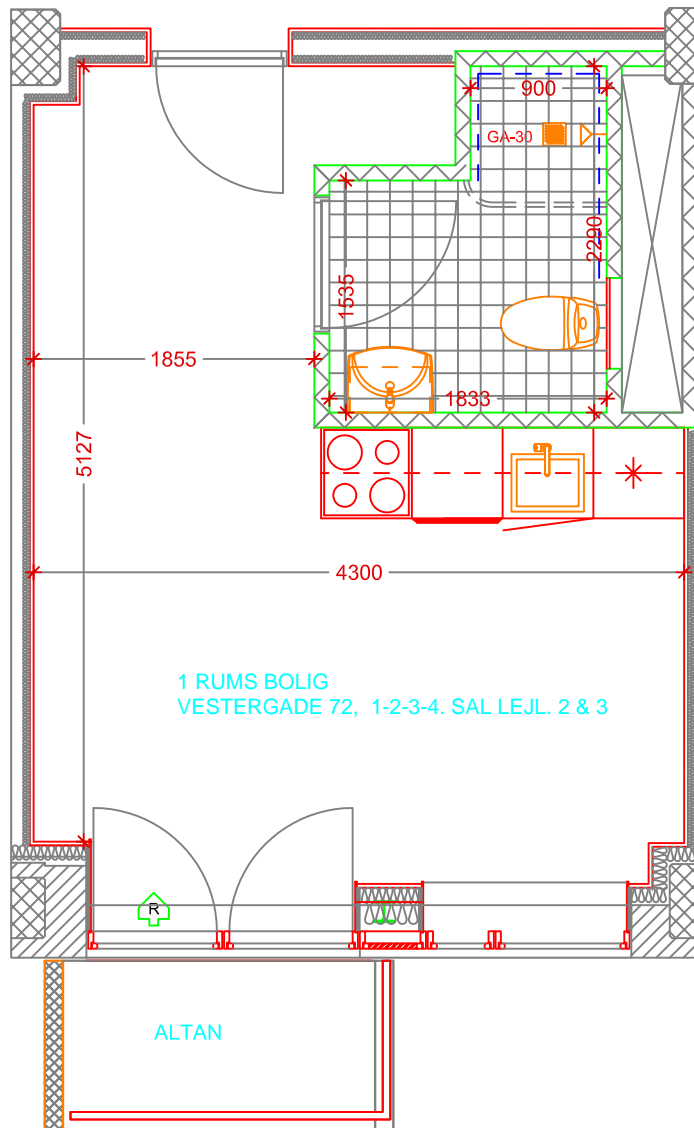 900
GA-30
2290
1535
1855
1833
5127
4300
1 RUMS BOLIG
VESTERGADE 72, 1-2-3-4. SAL LEJL. 2 & 3
R
ALTAN